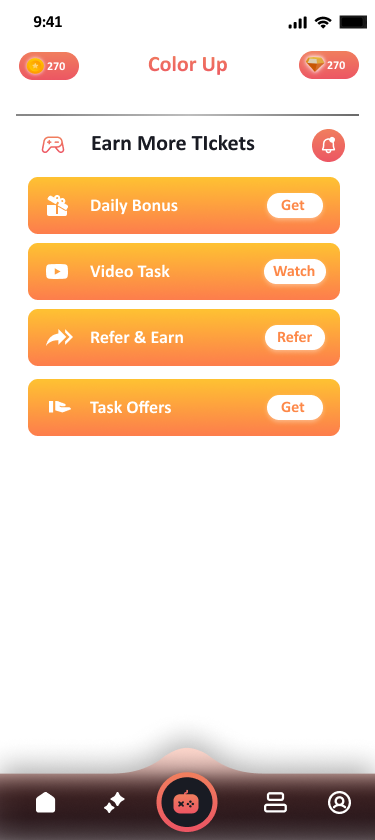 9:41
270
Color Up
270
Earn More TIckets
Daily Bonus
Get
Video Task
Watch
Refer & Earn
Refer
Task Offers
Get